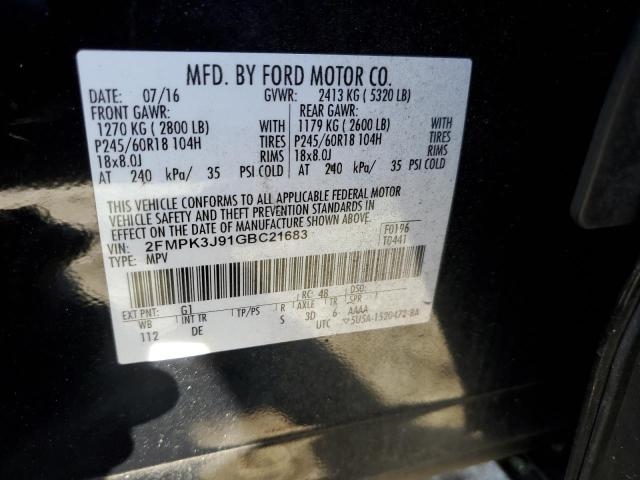 MFD. BY FORD MOTOR CO.
DATE: 07/16 GVWR: 2413 KG ( 5320 LB)
FRONT GAWR: REAR GAWR:
1270 KG ( 2800 LB) WITH 1179 KG ( 2600 LB) WITH
P245/60R18 104H TIRES P245/60R18 104H TIRES
18x8.0J RIMS 18x8.0J RIMS
AT 240 kPa/ 35 PSI COLD AT 240 kPa/ 35 PSI COLD
THIS VEHICLE CONFORMS TO ALL APPLICABLE FEDERAL MOTOR
VEHICLE SAFETY AND THEFT PREVENTION STANDARDS IN
EFFECT ON THE DATE OF MANUFACTURE SHOWN ABOVE.
VIN: 2FMPK3J91GBC21683 F0196
TYPE: MPV T0441
EXT PNT: G1 RC: 48 DSO:
WB INT TR TP/PS R AXLE TR SPR
112 DE S 3D 6 AAAA
UTC ▽5U5A-1520472-BA